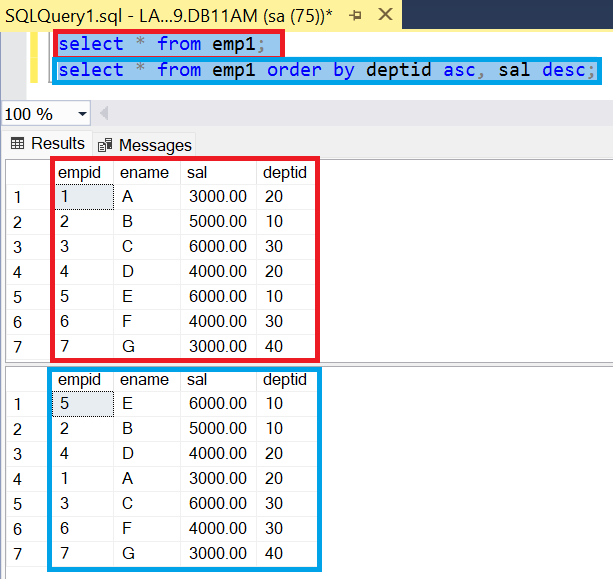 SQLQuery1.sql - LA...9.DB11AM (sa (75))*
select * from emp1;
select * from emp1 order by deptid asc, sal desc;
100 %
Results Messages
empid ename sal deptid
1 1 A 3000.00 20
2 2 B 5000.00 10
3 3 C 6000.00 30
4 4 D 4000.00 20
5 5 E 6000.00 10
6 6 F 4000.00 30
7 7 G 3000.00 40
empid ename sal deptid
1 5 E 6000.00 10
2 2 B 5000.00 10
3 4 D 4000.00 20
4 1 A 3000.00 20
5 3 C 6000.00 30
6 6 F 4000.00 30
7 7 G 3000.00 40